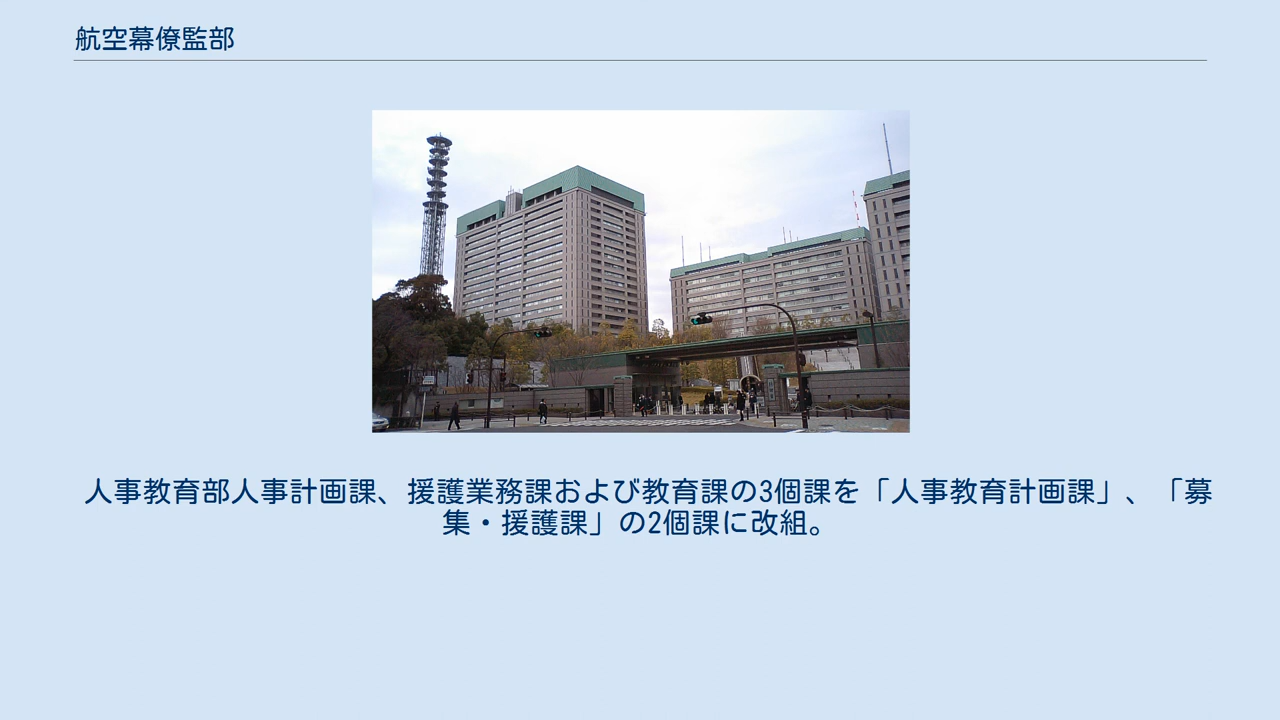 航空幕僚監部
人事教育部人事計画課、援護業務課および教育課の3個課を「人事教育計画課」、「募
集・援護課」の2個課に改組。